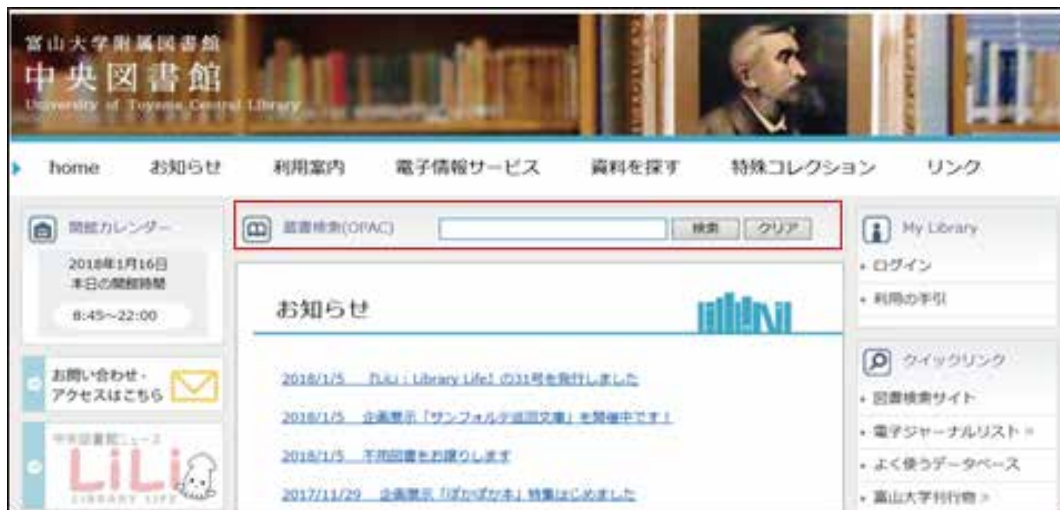 富山大学附属図書館
中央図書館
University of Toyama Central Library
home お知らせ 利用案内 電子情報サービス 資料を探す 特殊コレクション リンク
開館カレンダー
2018年1月16日
本日の開館時間
8:45～22:00
お問い合わせ・
アクセスはこちら
中央図書館ニュース
LiLi
LIBRARY LIFE
蔵書検索(OPAC) 検索 クリア
お知らせ
2018/1/5 『LiLi：Library Life』の31号を発行しました
2018/1/5 企画展示「サンフォルテ巡回文庫」を開催中です！
2018/1/5 不用図書をお譲りします
2017/11/29 企画展示「ぽかぽか本」特集はじめました
My Library
ログイン
利用の手引
クイックリンク
図書検索サイト
電子ジャーナルリスト
よく使うデータベース
富山大学刊行物